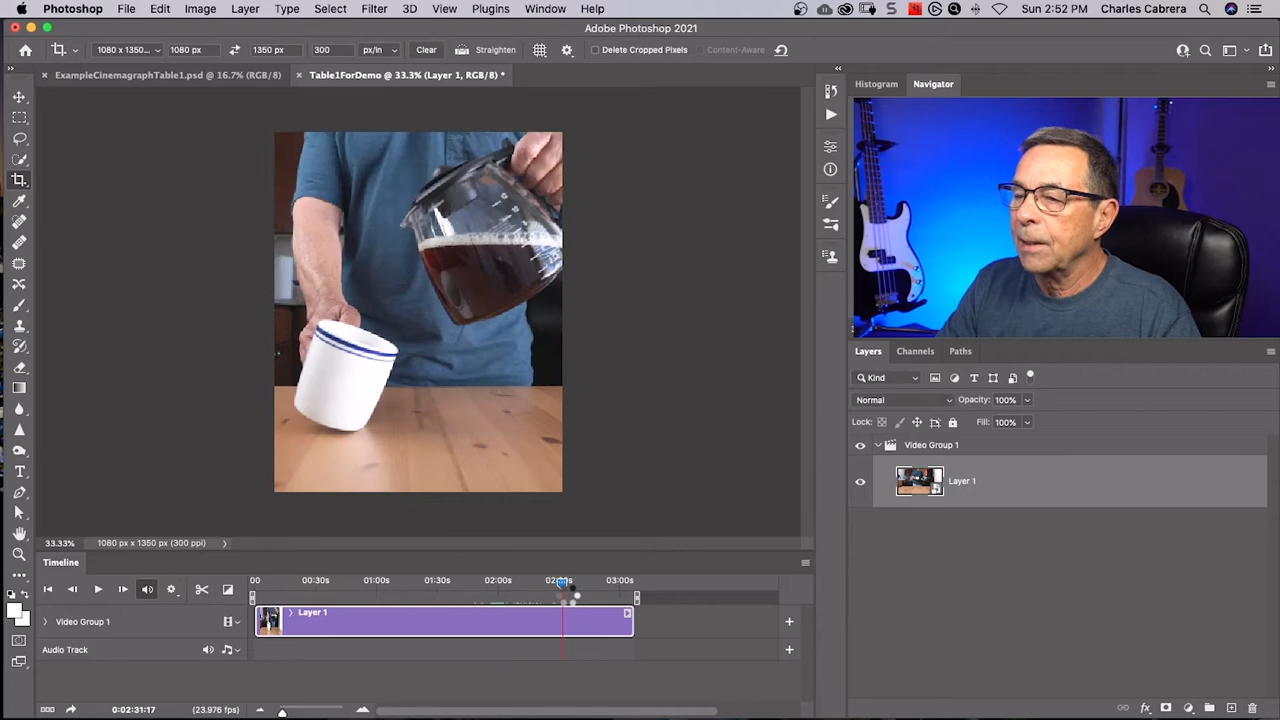 Photoshop File Edit Image Layer Type Select Filter 3D View Plugins Window Help Sun 2:52 PM Charles Cabrera
Adobe Photoshop 2021
1080 x 1350... 1080 px 1350 px 300 px/in Clear Straighten Delete Cropped Pixels Content-Aware
ExampleCinemagraphTable1.psd @ 16.7% (RGB/8) Table1ForDemo @ 33.3% (Layer 1, RGB/8) *
Histogram Navigator
Layers Channels Paths
Kind
Normal Opacity: 100%
Lock: Fill: 100%
Video Group 1
Layer 1
33.33% 1080 px x 1350 px (300 ppi)
Timeline
00 00:30s 01:00s 01:30s 02:00s 03:00s
Layer 1
Video Group 1
Audio Track
0:02:31:17 (23.976 fps)